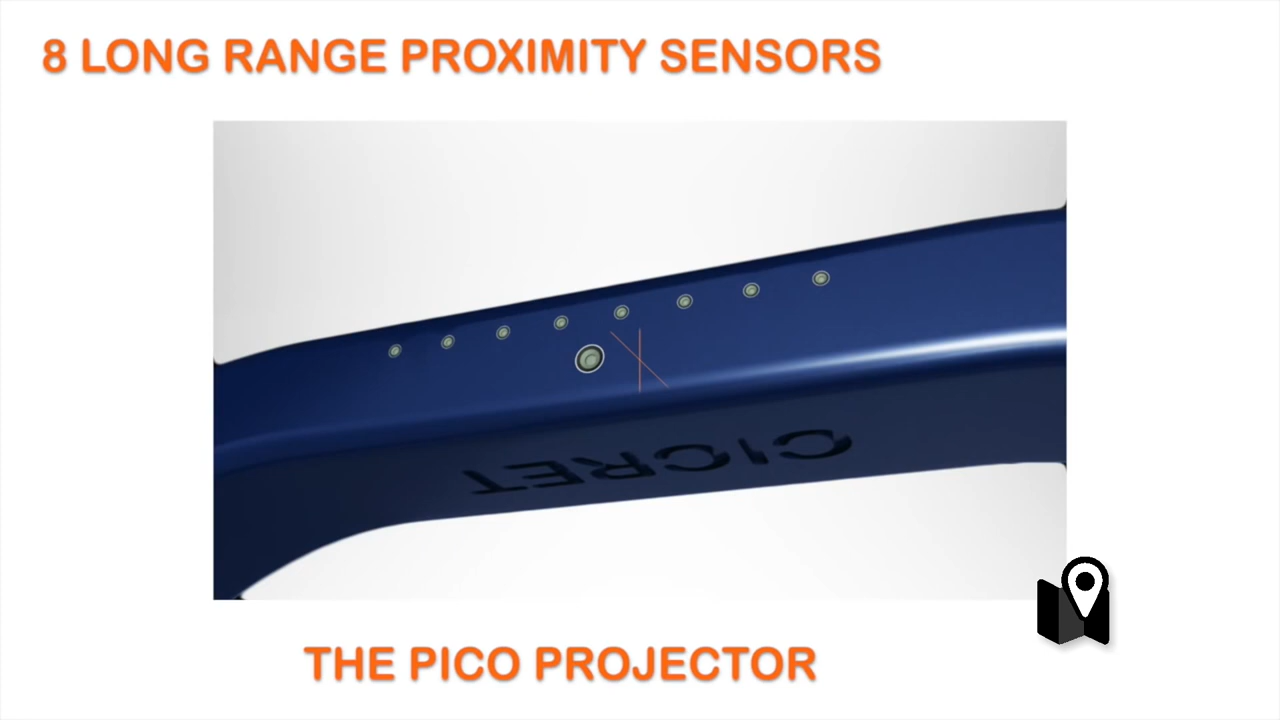 8 LONG RANGE PROXIMITY SENSORS
CICRET
THE PICO PROJECTOR